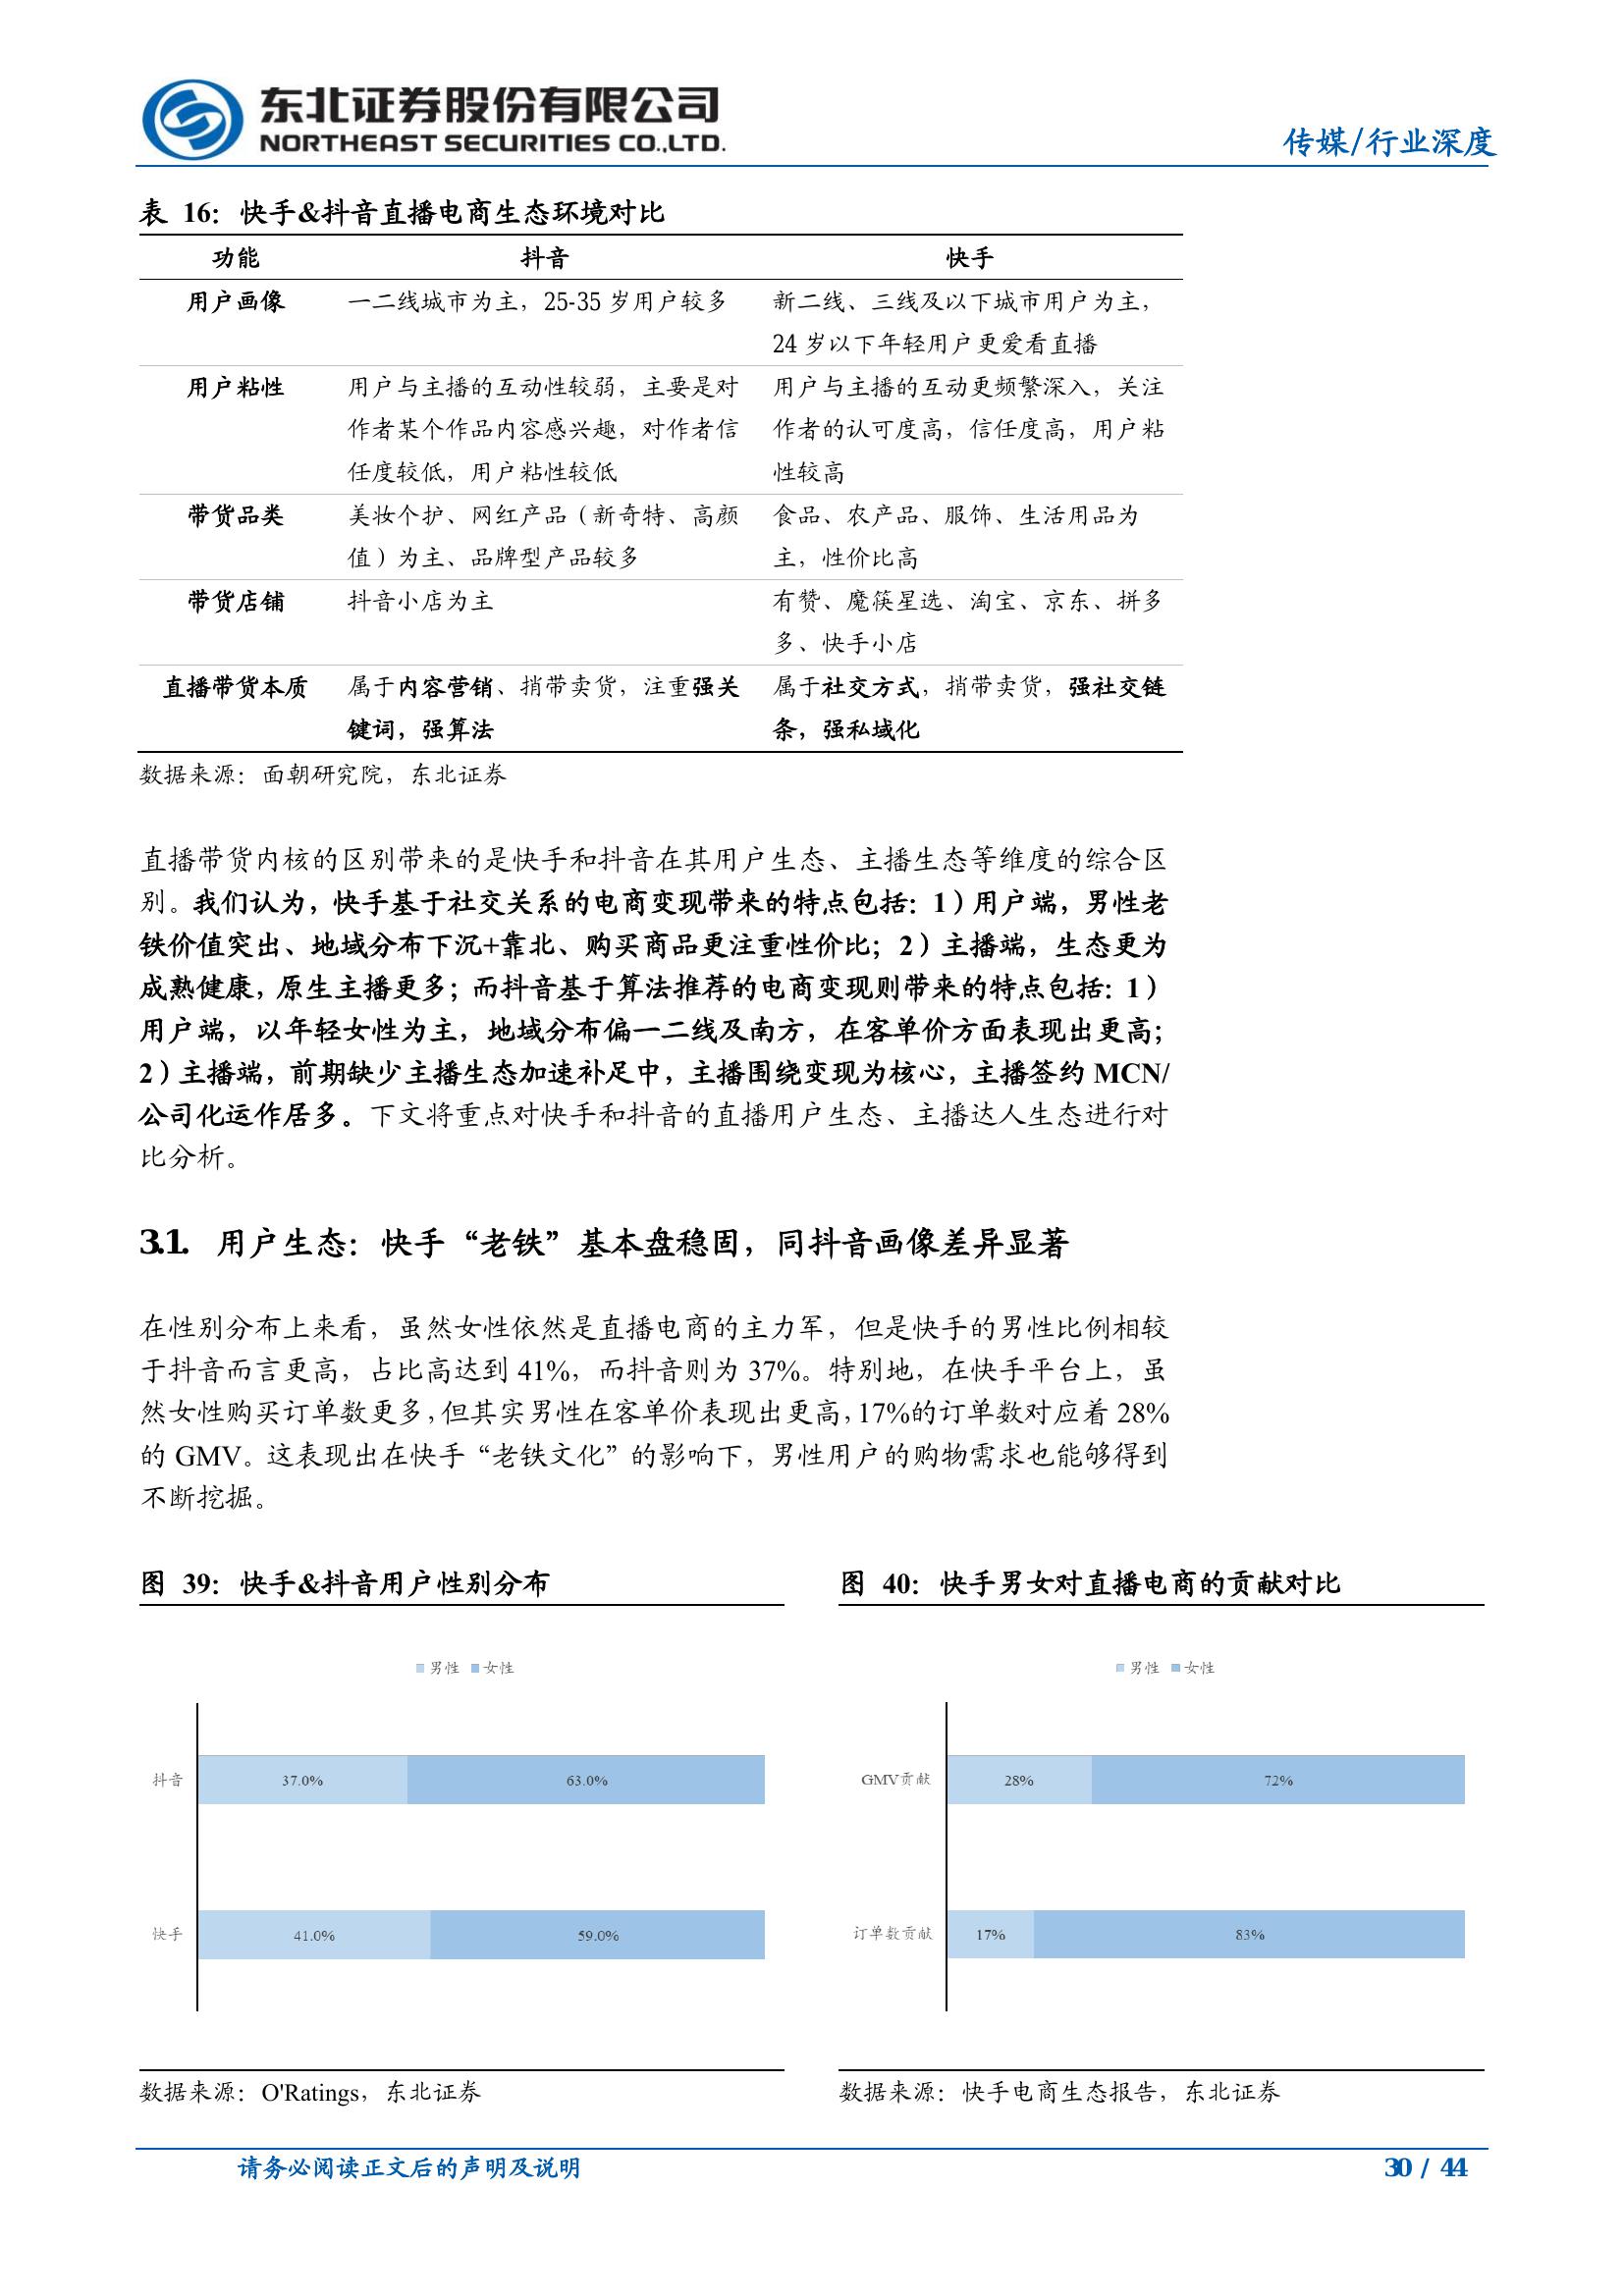 东北证券股份有限公司
NORTHEAST SECURITIES CO.,LTD.
传媒/行业深度
表 16：快手&抖音直播电商生态环境对比
功能 抖音 快手
用户画像 一二线城市为主，25-35 岁用户较多 新二线、三线及以下城市用户为主，
24 岁以下年轻用户更爱看直播
用户粘性 用户与主播的互动性较弱，主要是对 用户与主播的互动更频繁深入，关注
作者某个作品内容感兴趣，对作者信 作者的认可度高，信任度高，用户粘
任度较低，用户粘性较低 性较高
带货品类 美妆个护、网红产品（新奇特、高颜 食品、农产品、服饰、生活用品为
值）为主、品牌型产品较多 主，性价比高
带货店铺 抖音小店为主 有赞、魔筷星选、淘宝、京东、拼多
多、快手小店
直播带货本质 属于内容营销、捎带卖货，注重强关 属于社交方式，捎带卖货，强社交链
键词，强算法 条，强私域化
数据来源：面朝研究院，东北证券
直播带货内核的区别带来的是快手和抖音在其用户生态、主播生态等维度的综合区
别。我们认为，快手基于社交关系的电商变现带来的特点包括：1）用户端，男性老
铁价值突出、地域分布下沉+靠北、购买商品更注重性价比；2）主播端，生态更为
成熟健康，原生主播更多；而抖音基于算法推荐的电商变现则带来的特点包括：1）
用户端，以年轻女性为主，地域分布偏一二线及南方，在客单价方面表现出更高；
2）主播端，前期缺少主播生态加速补足中，主播围绕变现为核心，主播签约 MCN/
公司化运作居多。下文将重点对快手和抖音的直播用户生态、主播达人生态进行对
比分析。
3.1. 用户生态：快手“老铁”基本盘稳固，同抖音画像差异显著
在性别分布上来看，虽然女性依然是直播电商的主力军，但是快手的男性比例相较
于抖音而言更高，占比高达到 41%，而抖音则为 37%。特别地，在快手平台上，虽
然女性购买订单数更多，但其实男性在客单价表现出更高，17%的订单数对应着 28%
的 GMV。这表现出在快手“老铁文化”的影响下，男性用户的购物需求也能够得到
不断挖掘。
图 39：快手&抖音用户性别分布
男性 女性
抖音 37.0% 63.0%
快手 41.0% 59.0%
数据来源：O'Ratings，东北证券
图 40：快手男女对直播电商的贡献对比
男性 女性
GMV贡献 28% 72%
订单数贡献 17% 83%
数据来源：快手电商生态报告，东北证券
请务必阅读正文后的声明及说明
30 / 44